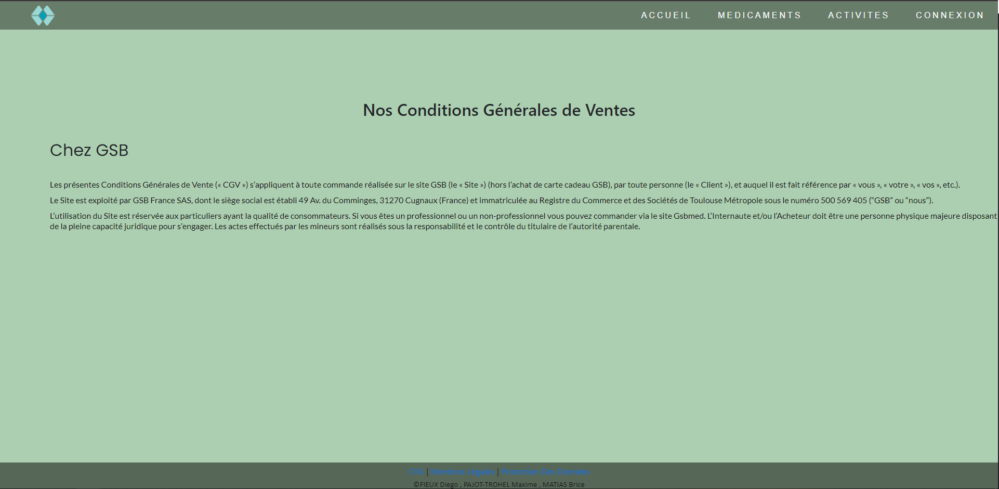 ACCUEIL MEDICAMENTS ACTIVITES CONNEXION
Nos Conditions Générales de Ventes
Chez GSB
Les présentes Conditions Générales de Vente (« CGV ») s’appliquent à toute commande réalisée sur le site GSB (le « Site ») (hors l’achat de carte cadeau GSB), par toute personne (le « Client »), et auquel il est fait référence par « vous », « votre », « vos », etc.).
Le Site est exploité par GSB France SAS, dont le siège social est établi 49 Av. du Comminges, 31270 Cugnaux (France) et immatriculée au Registre du Commerce et des Sociétés de Toulouse Métropole sous le numéro 500 569 405 (“GSB” ou “nous”).
L’utilisation du Site est réservée aux particuliers ayant la qualité de consommateurs. Si vous êtes un professionnel ou un non-professionnel vous pouvez commander via le site Gsbmed. L’Internaute et/ou l’Acheteur doit être une personne physique majeure disposant
de la pleine capacité juridique pour s’engager. Les actes effectués par les mineurs sont réalisés sous la responsabilité et le contrôle du titulaire de l’autorité parentale.
CVG | Mentions Légales | Protection Des Données
©FIEUX Diego , PAJOT-TROHEL Maxime , MATIAS Brice